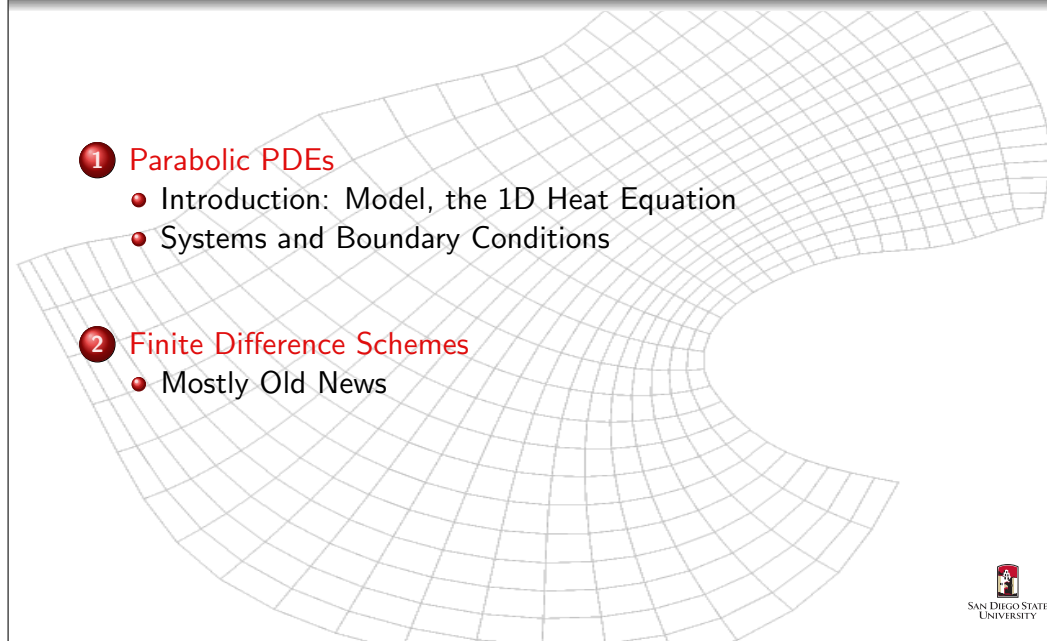 1 Parabolic PDEs
Introduction: Model, the 1D Heat Equation
Systems and Boundary Conditions
2 Finite Difference Schemes
Mostly Old News
SAN DIEGO STATE
UNIVERSITY